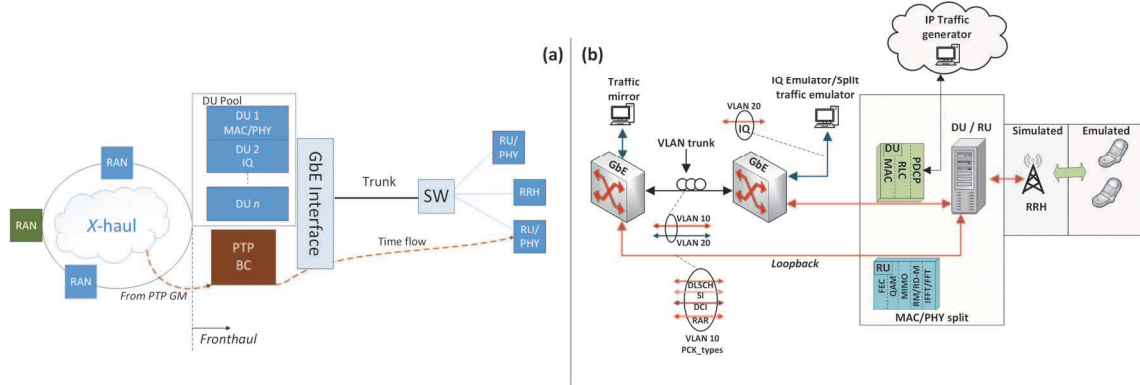 (a)
DU Pool
DU 1
MAC/PHY
DU 2
IQ
DU n
GbE Interface
RAN
RAN
RAN
X-haul
PTP
BC
From PTP GM
Fronthaul
Trunk
SW
Time flow
RU/
PHY
RRH
RU/
PHY
(b)
IP Traffic
generator
Traffic
mirror
IQ Emulator/Split
traffic emulator
VLAN 20
IQ
VLAN trunk
GbE
GbE
VLAN 10
VLAN 20
Loopback
DLSCH
SI
DCI
RAR
VLAN 10
PCK_types
DU / RU
DU
MAC
RLC
PDCP
RU
FEC
QAM
MIMO
RM/RD-M
IFFT/FFT
MAC/PHY split
Simulated
RRH
Emulated